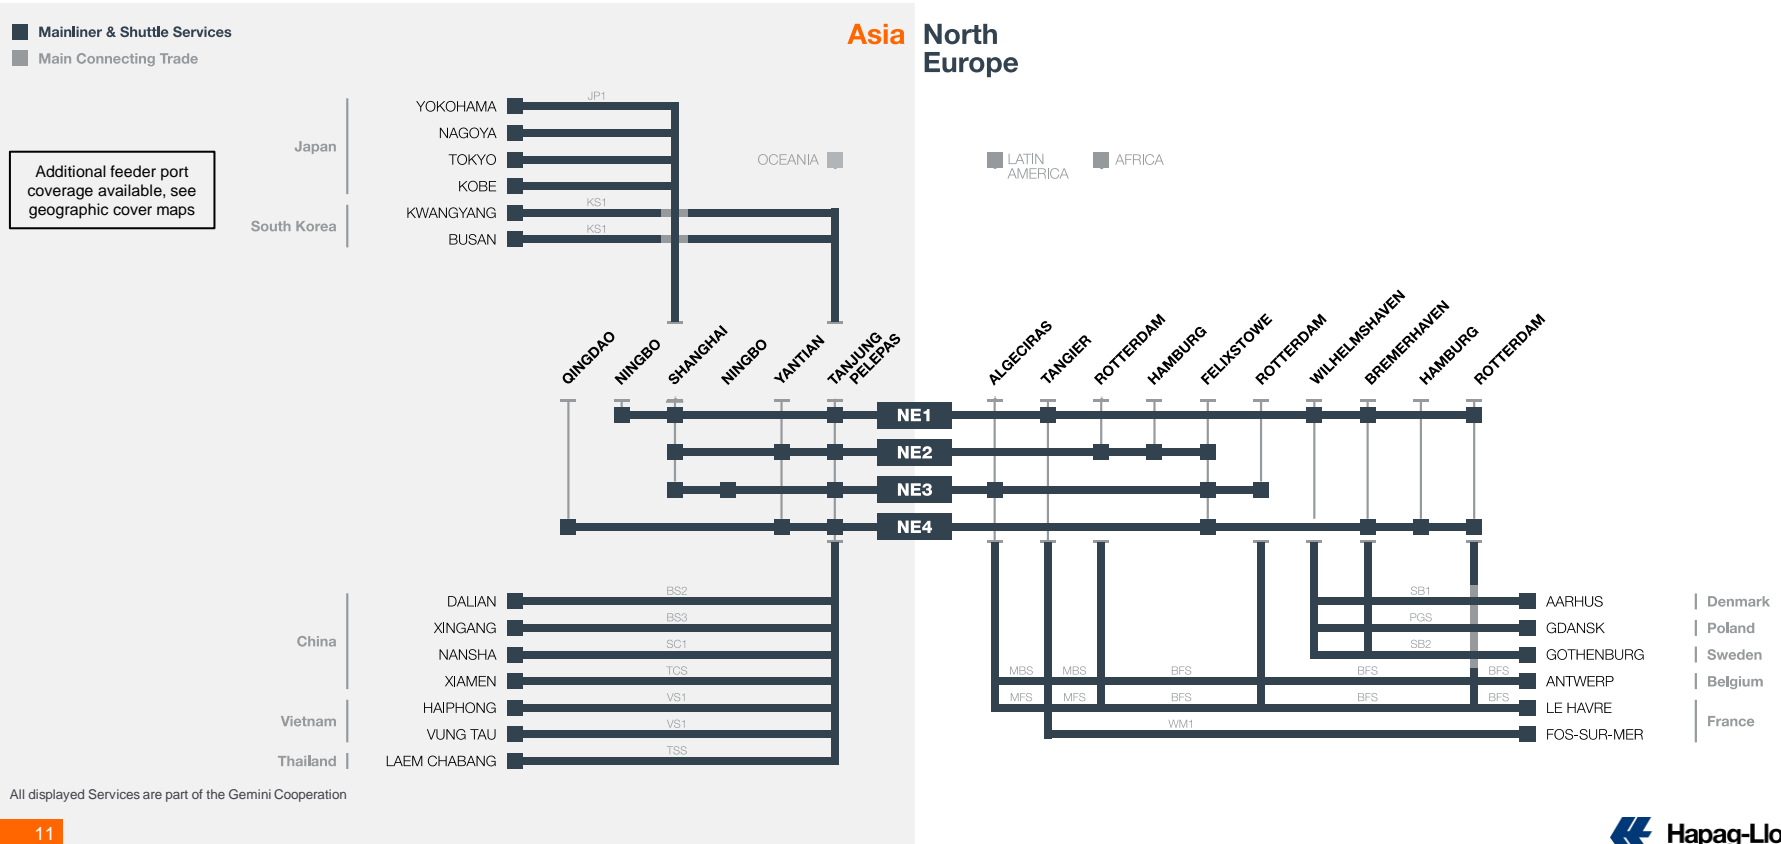 Mainliner & Shuttle Services
Main Connecting Trade
Asia
North
Europe
Additional feeder port
coverage available, see
geographic cover maps
Japan
South Korea
YOKOHAMA
NAGOYA
TOKYO
KOBE
KWANGYANG
BUSAN
JP1
KS1
KS1
OCEANIA
LATIN
AMERICA
AFRICA
QINGDAO
NINGBO
SHANGHAI
NINGBO
YANTIAN
TANJUNG
PELEPAS
ALGECIRAS
TANGIER
ROTTERDAM
HAMBURG
FELIXSTOWE
ROTTERDAM
WILHELMSHAVEN
BREMERHAVEN
HAMBURG
ROTTERDAM
NE1
NE2
NE3
NE4
China
Vietnam
Thailand
DALIAN
XINGANG
NANSHA
XIAMEN
HAIPHONG
VUNG TAU
LAEM CHABANG
BS2
BS3
SC1
TCS
VS1
VS1
TSS
SB1
PGS
SB2
MBS MBS BFS BFS BFS
MFS MFS BFS BFS BFS
WM1
AARHUS
GDANSK
GOTHENBURG
ANTWERP
LE HAVRE
FOS-SUR-MER
Denmark
Poland
Sweden
Belgium
France
All displayed Services are part of the Gemini Cooperation
11
Hapag-Llo